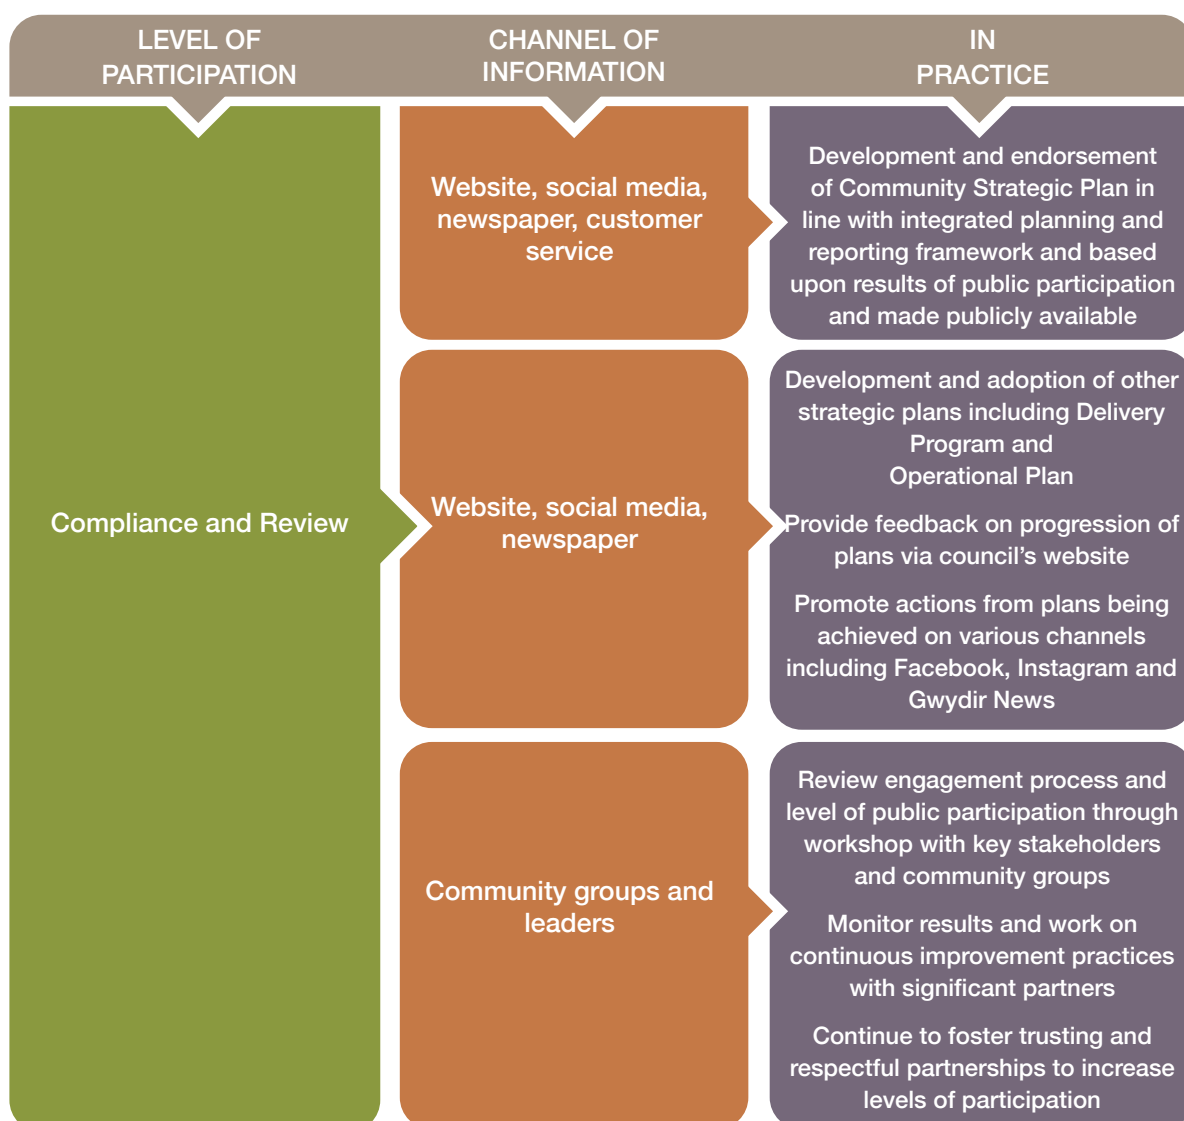 LEVEL OF
PARTICIPATION
CHANNEL OF
INFORMATION
IN
PRACTICE
Compliance and Review
Website, social media,
newspaper, customer
service
Development and endorsement
of Community Strategic Plan in
line with integrated planning and
reporting framework and based
upon results of public participation
and made publicly available
Website, social media,
newspaper
Development and adoption of other
strategic plans including Delivery
Program and
Operational Plan
Provide feedback on progression of
plans via council’s website
Promote actions from plans being
achieved on various channels
including Facebook, Instagram and
Gwydir News
Community groups and
leaders
Review engagement process and
level of public participation through
workshop with key stakeholders
and community groups
Monitor results and work on
continuous improvement practices
with significant partners
Continue to foster trusting and
respectful partnerships to increase
levels of participation